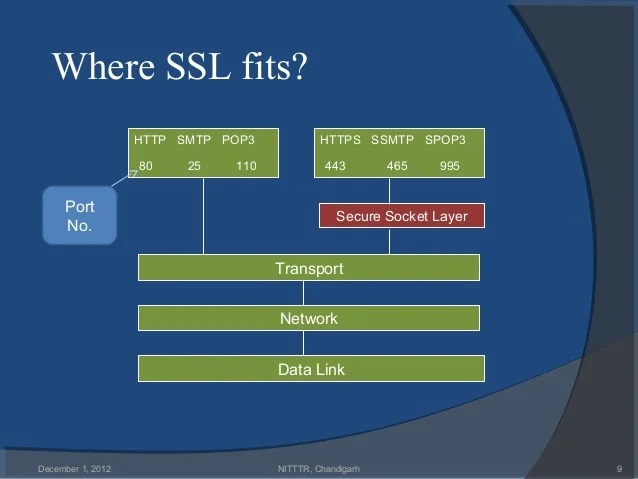 Where SSL fits?
HTTP SMTP POP3
80 25 110
HTTPS SSMTP SPOP3
443 465 995
Port
No.
Secure Socket Layer
Transport
Network
Data Link
December 1, 2012
NITTTR, Chandigarh
9